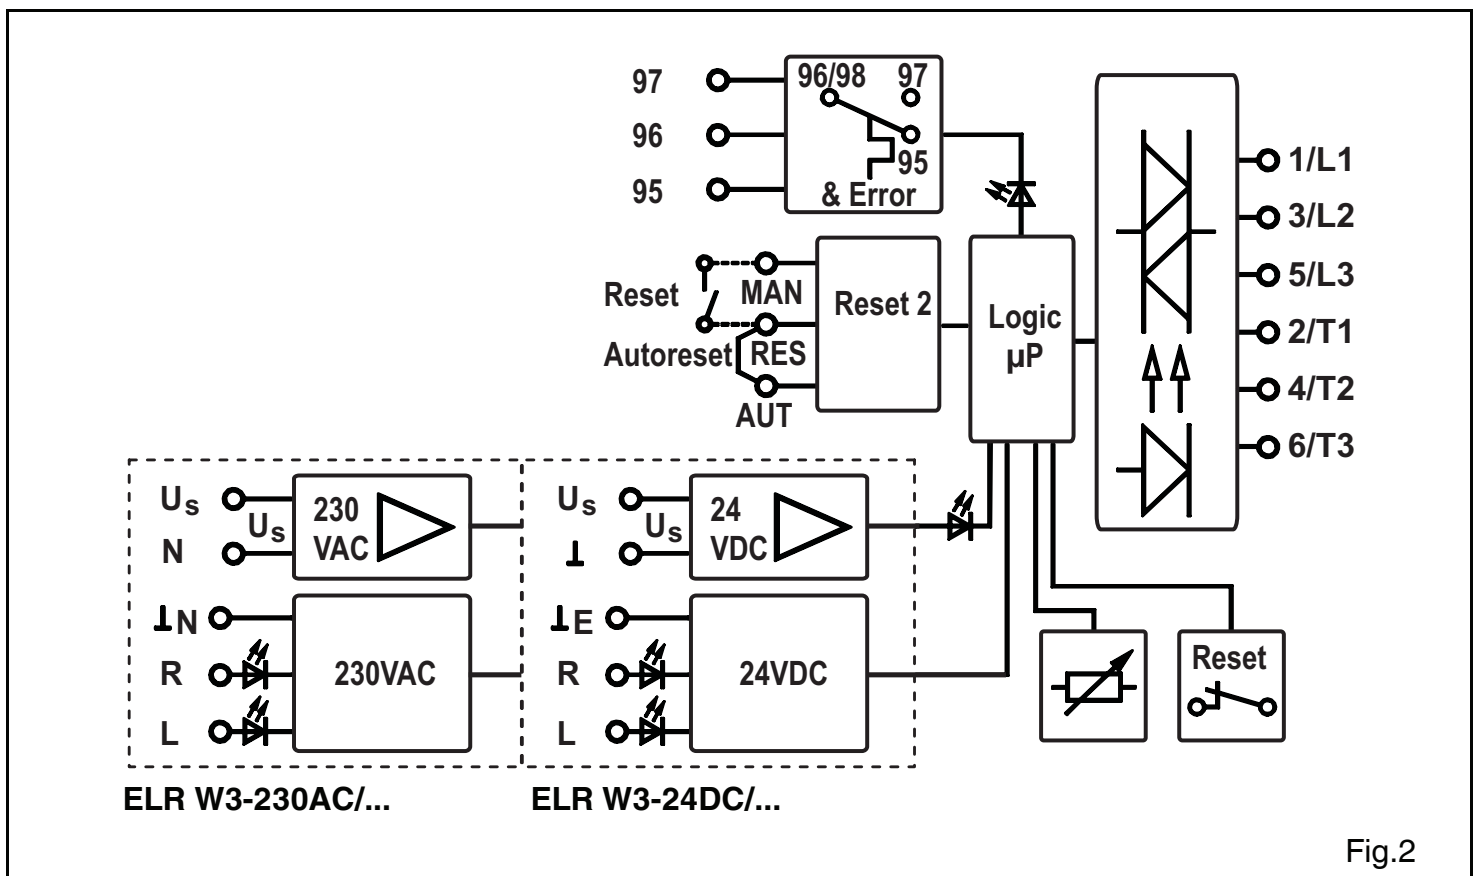 97
96
95
96/98 97
95
& Error
Reset
MAN
Autoreset
RES
AUT
Reset 2
Logic
µP
1/L1
3/L2
5/L3
2/T1
4/T2
6/T3
Us
Us
N
230
VAC
⊥N
R
L
230VAC
Us
Us
⊥
24
VDC
⊥E
R
L
24VDC
Reset
ELR W3-230AC/...
ELR W3-24DC/...
Fig.2